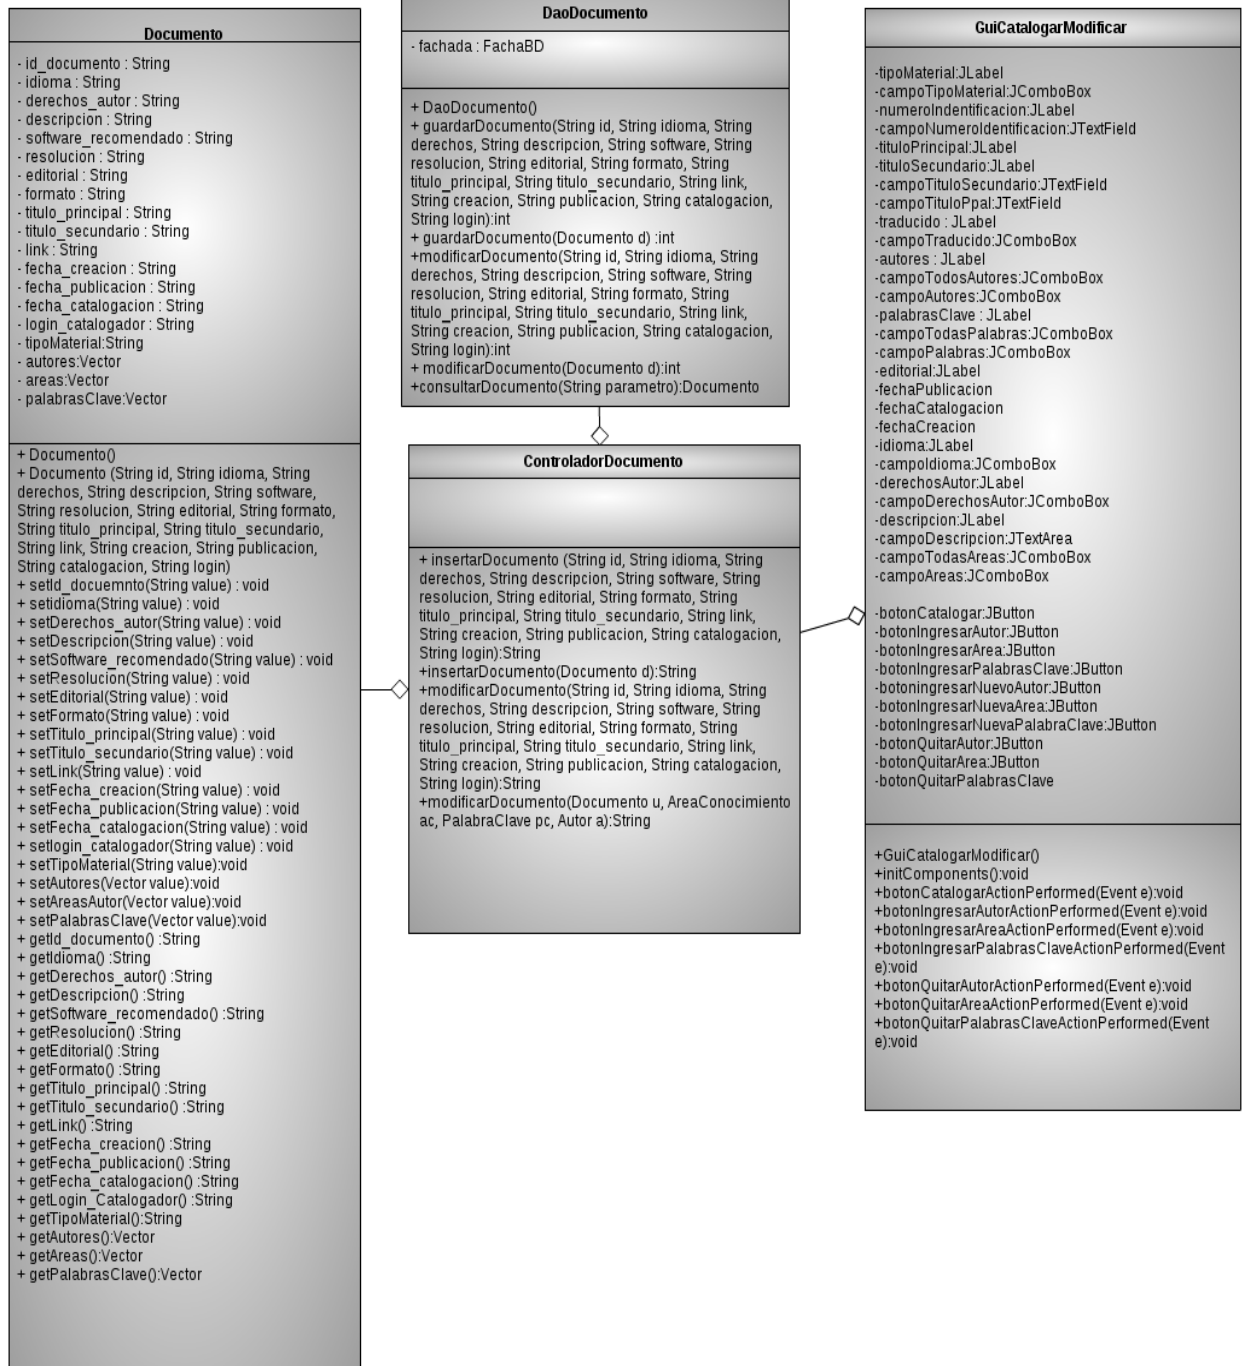 Documento
- id_documento : String
- idioma : String
- derechos_autor : String
- descripcion : String
- software_recomendado : String
- resolucion : String
- editorial : String
- formato : String
- titulo_principal : String
- titulo_secundario : String
- link : String
- fecha_creacion : String
- fecha_publicacion : String
- fecha_catalogacion : String
- login_catalogador : String
- tipoMaterial:String
- autores:Vector
- areas:Vector
- palabrasClave:Vector
+ Documento()
+ Documento (String id, String idioma, String
derechos, String descripcion, String software,
String resolucion, String editorial, String formato,
String titulo_principal, String titulo_secundario,
String link, String creacion, String publicacion,
String catalogacion, String login)
+ setId_docuemnto(String value) : void
+ setidioma(String value) : void
+ setDerechos_autor(String value) : void
+ setDescripcion(String value) : void
+ setSoftware_recomendado(String value) : void
+ setResolucion(String value) : void
+ setEditorial(String value) : void
+ setFormato(String value) : void
+ setTitulo_principal(String value) : void
+ setTitulo_secundario(String value) : void
+ setLink(String value) : void
+ setFecha_creacion(String value) : void
+ setFecha_publicacion(String value) : void
+ setFecha_catalogacion(String value) : void
+ setlogin_catalogador(String value) : void
+ setTipoMaterial(String value):void
+ setAutores(Vector value):void
+ setAreasAutor(Vector value):void
+ setPalabrasClave(Vector value):void
+ getId_documento() :String
+ getIdioma() :String
+ getDerechos_autor() :String
+ getDescripcion() :String
+ getSoftware_recomendado() :String
+ getResolucion() :String
+ getEditorial() :String
+ getFormato() :String
+ getTitulo_principal() :String
+ getTitulo_secundario() :String
+ getLink() :String
+ getFecha_creacion() :String
+ getFecha_publicacion() :String
+ getFecha_catalogacion() :String
+ getLogin_Catalogador() :String
+ getTipoMaterial():String
+ getAutores():Vector
+ getAreas():Vector
+ getPalabrasClave():Vector
DaoDocumento
- fachada : FachaBD
+ DaoDocumento()
+ guardarDocumento(String id, String idioma, String
derechos, String descripcion, String software, String
resolucion, String editorial, String formato, String
titulo_principal, String titulo_secundario, String link,
String creacion, String publicacion, String catalogacion,
String login):int
+ guardarDocumento(Documento d) :int
+modificarDocumento(String id, String idioma, String
derechos, String descripcion, String software, String
resolucion, String editorial, String formato, String
titulo_principal, String titulo_secundario, String link,
String creacion, String publicacion, String catalogacion,
String login):int
+ modificarDocumento(Documento d):int
+consultarDocumento(String parametro):Documento
ControladorDocumento
+ insertarDocumento (String id, String idioma, String
derechos, String descripcion, String software, String
resolucion, String editorial, String formato, String
titulo_principal, String titulo_secundario, String link,
String creacion, String publicacion, String catalogacion,
String login):String
+insertarDocumento(Documento d):String
+modificarDocumento(String id, String idioma, String
derechos, String descripcion, String software, String
resolucion, String editorial, String formato, String
titulo_principal, String titulo_secundario, String link,
String creacion, String publicacion, String catalogacion,
String login):String
+modificarDocumento(Documento u, AreaConocimiento
ac, PalabraClave pc, Autor a):String
GuiCatalogarModificar
-tipoMaterial:JLabel
-campoTipoMaterial:JComboBox
-numeroIndentificacion:JLabel
-campoNumeroIdentificacion:JTextField
-tituloPrincipal:JLabel
-tituloSecundario:JLabel
-campoTituloSecundario:JTextField
-campoTituloPpal:JTextField
-traducido : JLabel
-campoTraducido:JComboBox
-autores : JLabel
-campoTodosAutores:JComboBox
-campoAutores:JComboBox
-palabrasClave : JLabel
-campoTodasPalabras:JComboBox
-campoPalabras:JComboBox
-editorial:JLabel
-fechaPublicacion
-fechaCatalogacion
-fechaCreacion
-idioma:JLabel
-campoIdioma:JComboBox
-derechosAutor:JLabel
-campoDerechosAutor:JComboBox
-descripcion:JLabel
-campoDescripcion:JTextArea
-campoTodasAreas:JComboBox
-campoAreas:JComboBox
-botonCatalogar:JButton
-botonIngresarAutor:JButton
-botonIngresarArea:JButton
-botonIngresarPalabrasClave:JButton
-botoningresarNuevoAutor:JButton
-botonIngresarNuevaArea:JButton
-botonIngresarNuevaPalabraClave:JButton
-botonQuitarAutor:JButton
-botonQuitarArea:JButton
-botonQuitarPalabrasClave
+GuiCatalogarModificar()
+initComponents():void
+botonCatalogarActionPerformed(Event e):void
+botonIngresarAutorActionPerformed(Event e):void
+botonIngresarAreaActionPerformed(Event e):void
+botonIngresarPalabrasClaveActionPerformed(Event
e):void
+botonQuitarAutorActionPerformed(Event e):void
+botonQuitarAreaActionPerformed(Event e):void
+botonQuitarPalabrasClaveActionPerformed(Event
e):void